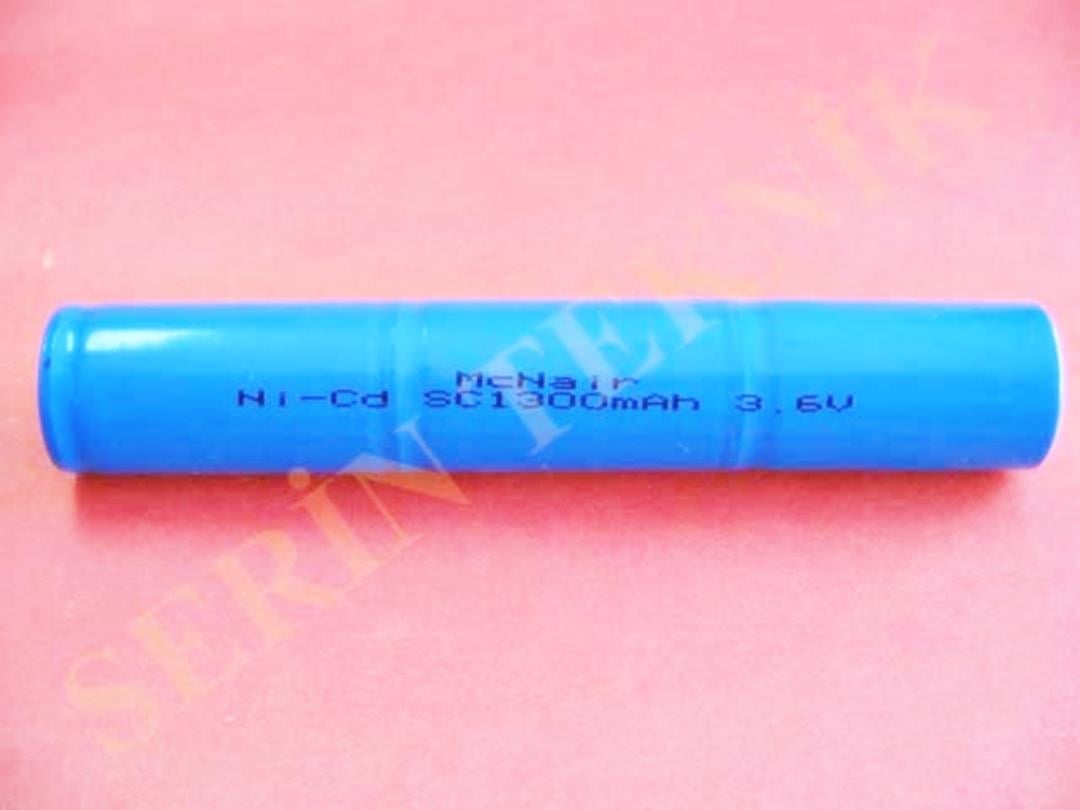 McNair
Ni-Cd SC1300mAh 3.6V
SERİN TEKNİK